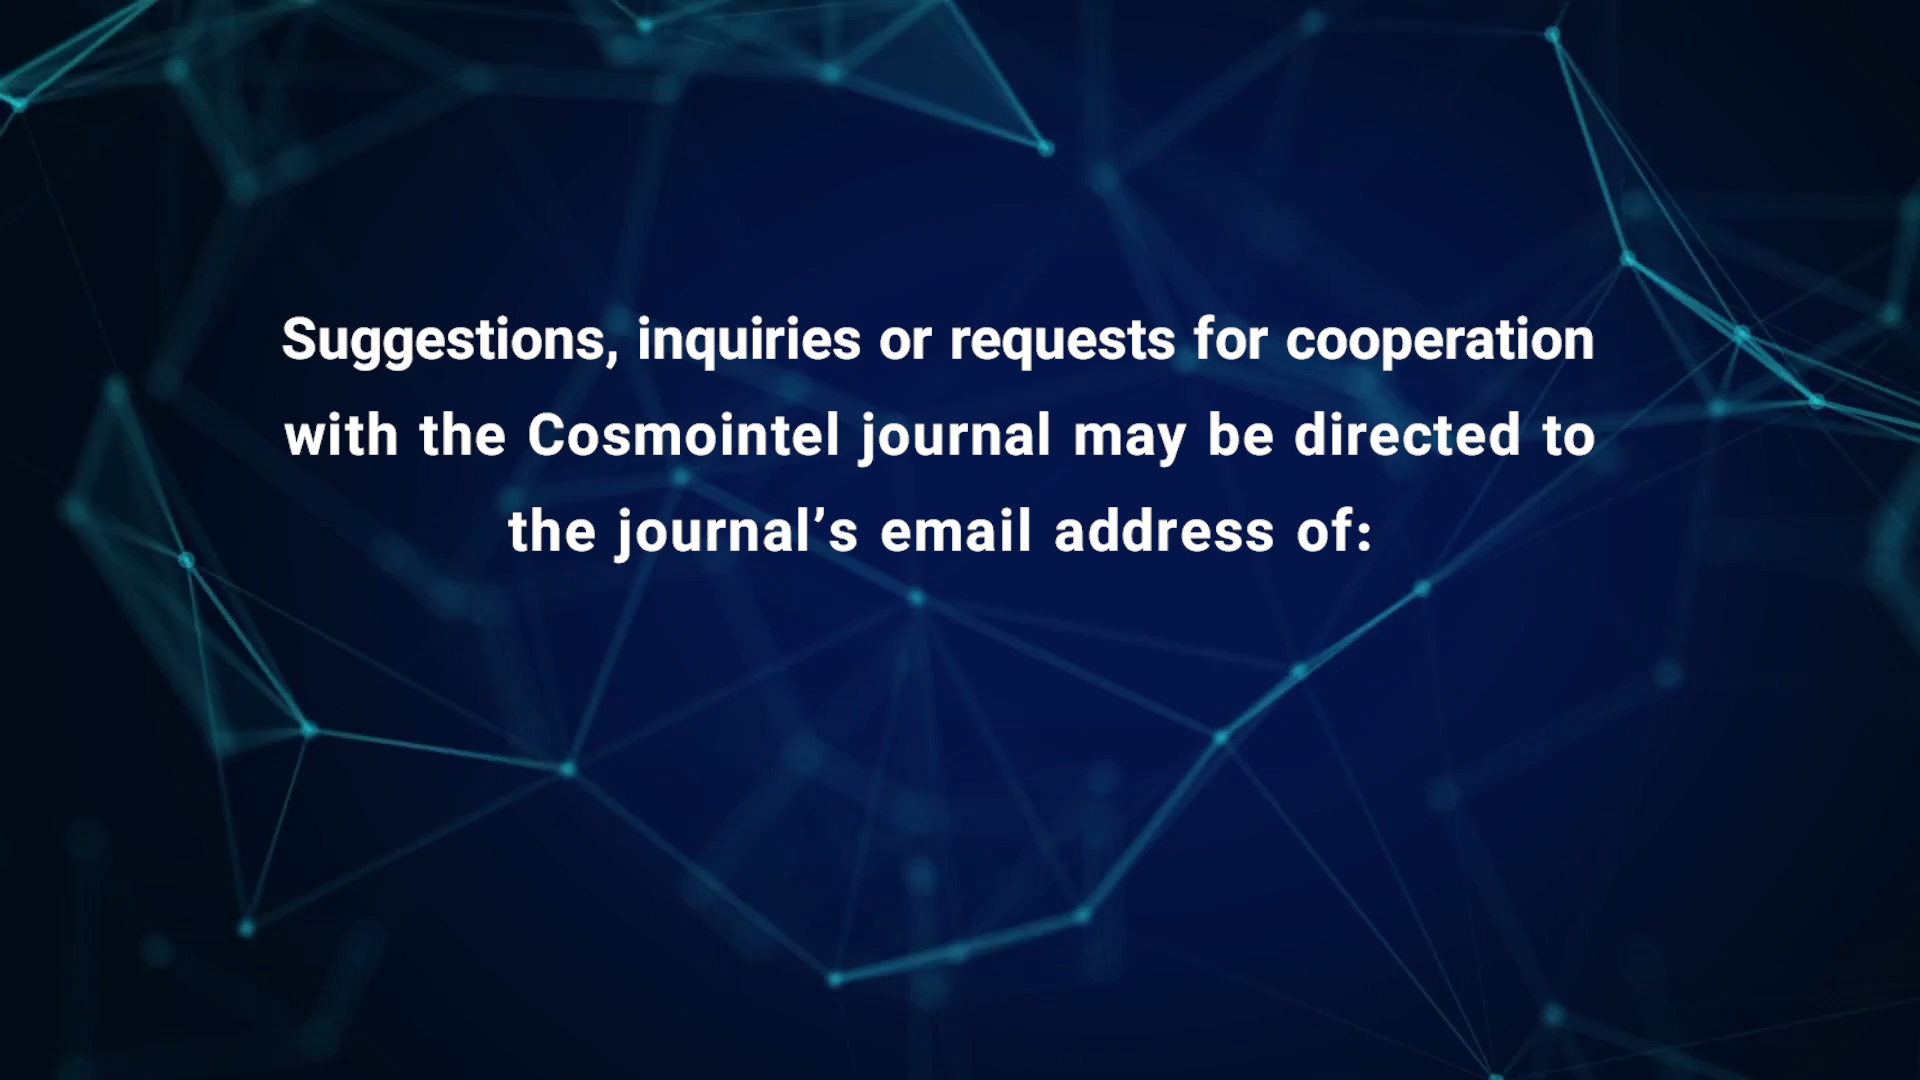 Suggestions, inquiries or requests for cooperation
with the Cosmointel journal may be directed to
the journal’s email address of: